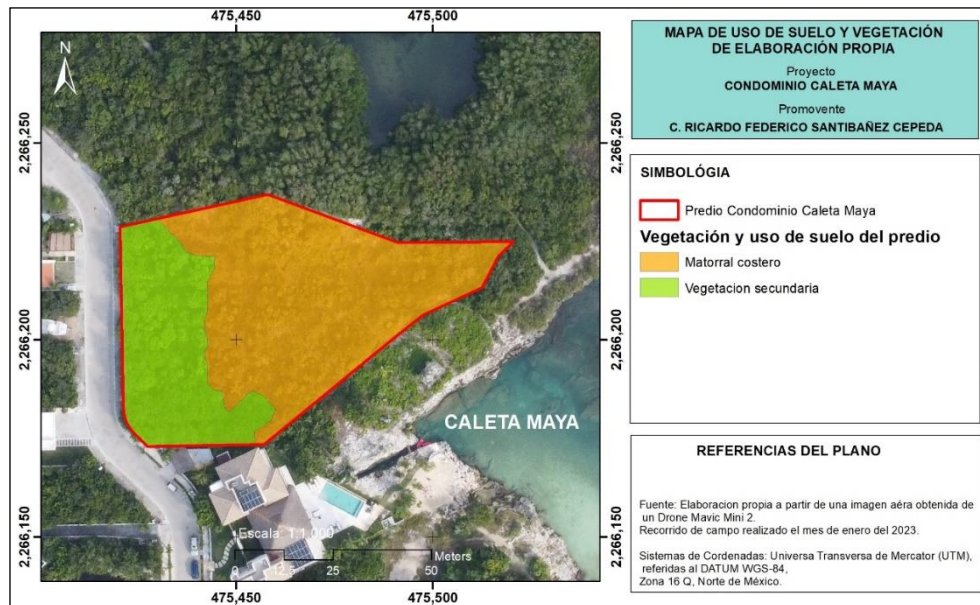 475,450
475,500
2,266,250
2,266,200
2,266,150
2,266,250
2,266,200
2,266,150
475,450
475,500
N
CALETA MAYA
Escala: 1:1,000
Meters
0 12.5 25 50
MAPA DE USO DE SUELO Y VEGETACIÓN
DE ELABORACIÓN PROPIA
Proyecto
CONDOMINIO CALETA MAYA
Promovente
C. RICARDO FEDERICO SANTIBAÑEZ CEPEDA
SIMBOLÓGIA
Predio Condominio Caleta Maya
Vegetación y uso de suelo del predio
Matorral costero
Vegetacion secundaria
REFERENCIAS DEL PLANO
Fuente: Elaboracion propia a partir de una imagen aéra obtenida de
un Drone Mavic Mini 2.
Recorrido de campo realizado el mes de enero del 2023.
Sistemas de Cordenadas: Universa Transversa de Mercator (UTM),
referidas al DATUM WGS-84,
Zona 16 Q, Norte de México.